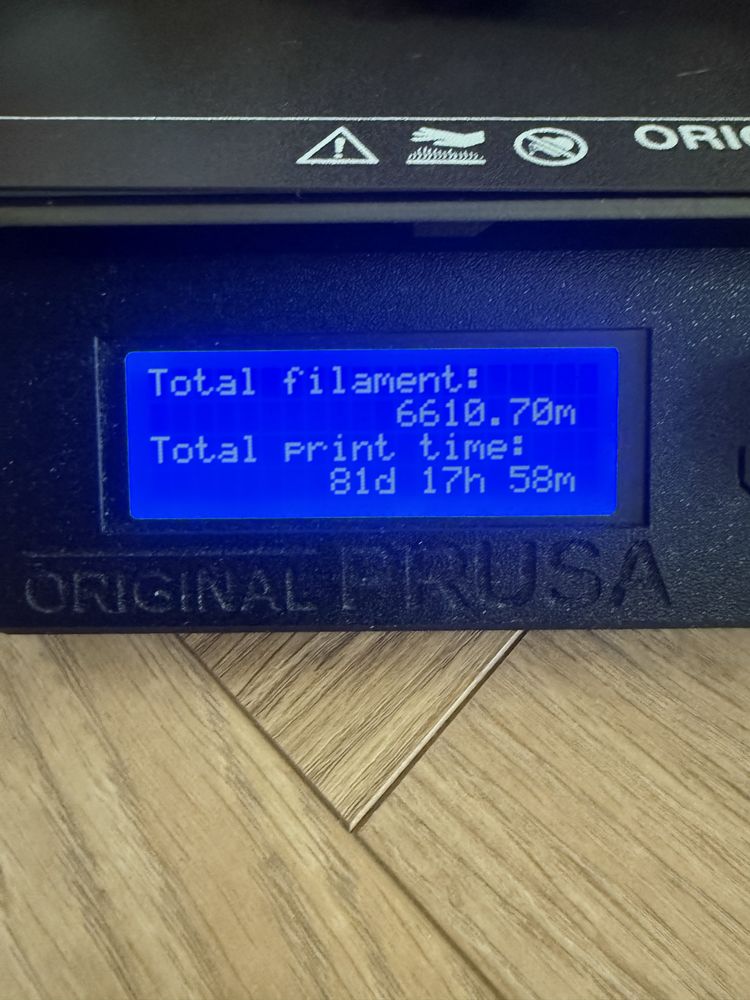 ORIG
Total filament:
6610.70m
Total print time:
81d 17h 58m
ORIGINAL PRUSA